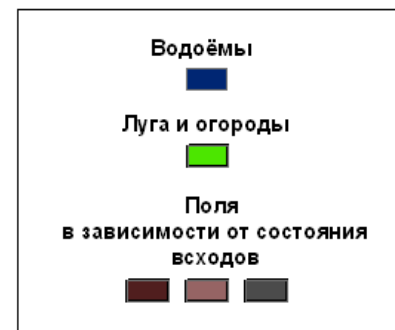 Водоёмы
Луга и огороды
Поля
в зависимости от состояния
всходов